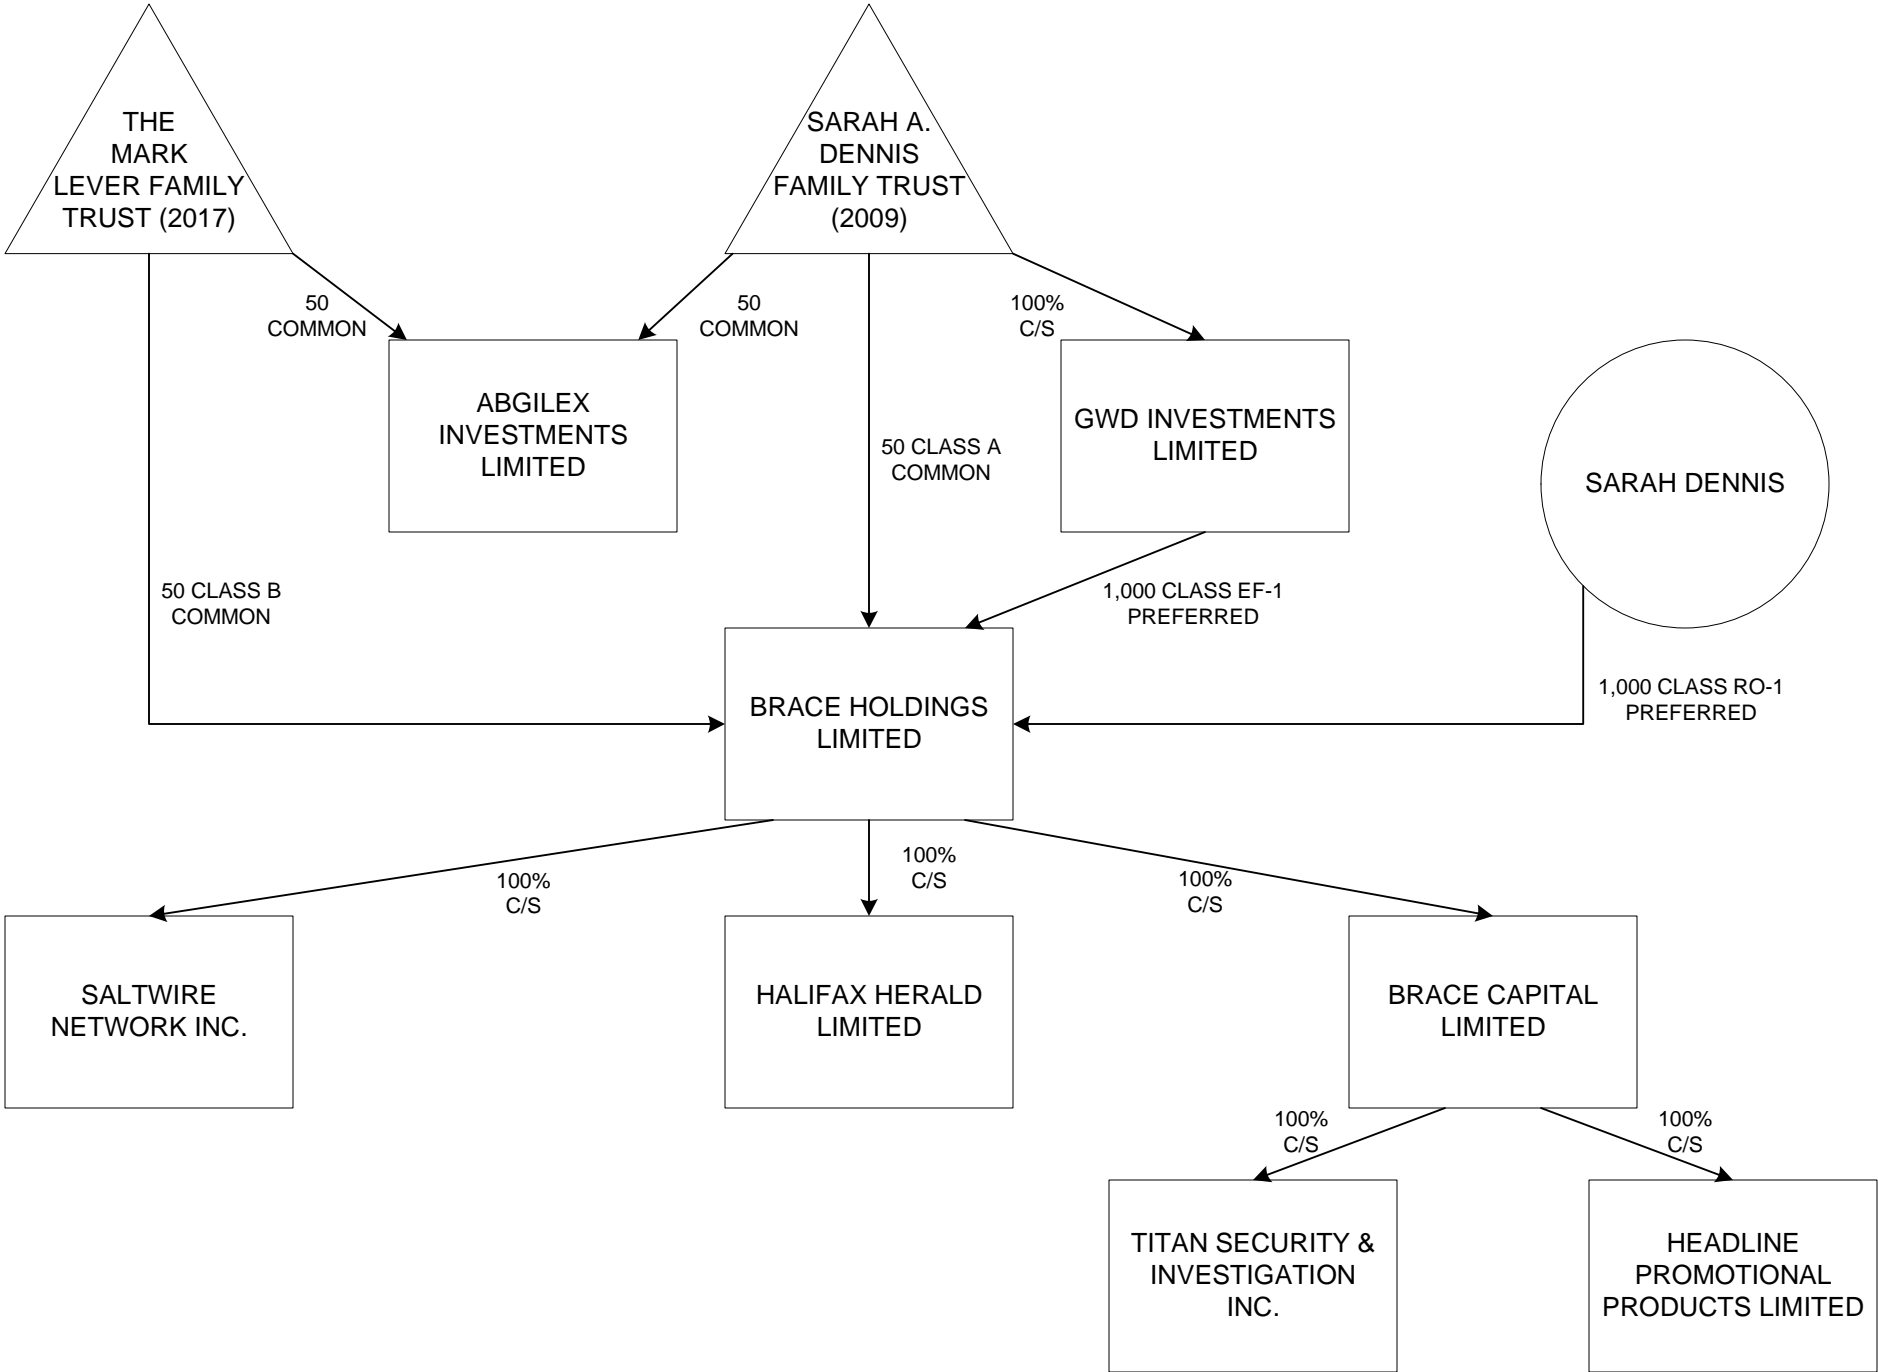 THE
MARK
LEVER FAMILY
TRUST (2017)
SARAH A.
DENNIS
FAMILY TRUST
(2009)
50
COMMON
50
COMMON
100%
C/S
ABGILEX
INVESTMENTS
LIMITED
50 CLASS A
COMMON
GWD INVESTMENTS
LIMITED
SARAH DENNIS
50 CLASS B
COMMON
1,000 CLASS EF-1
PREFERRED
BRACE HOLDINGS
LIMITED
1,000 CLASS RO-1
PREFERRED
100%
C/S
100%
C/S
100%
C/S
SALTWIRE
NETWORK INC.
HALIFAX HERALD
LIMITED
BRACE CAPITAL
LIMITED
100%
C/S
100%
C/S
TITAN SECURITY &
INVESTIGATION
INC.
HEADLINE
PROMOTIONAL
PRODUCTS LIMITED